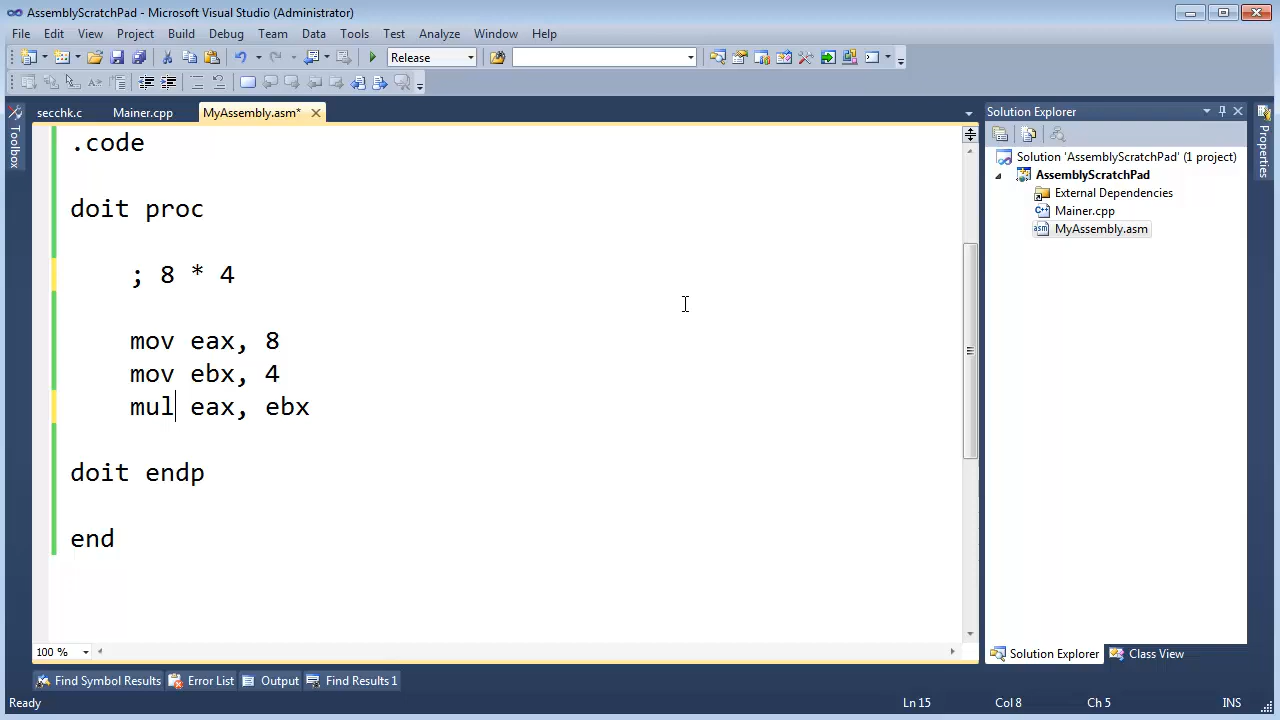 AssemblyScratchPad - Microsoft Visual Studio (Administrator)
File Edit View Project Build Debug Team Data Tools Test Analyze Window Help
Release
secchk.c Mainer.cpp MyAssembly.asm*
Solution Explorer
Toolbox
Properties
.code
doit proc
; 8 * 4
mov eax, 8
mov ebx, 4
mul eax, ebx
doit endp
end
Solution 'AssemblyScratchPad' (1 project)
AssemblyScratchPad
External Dependencies
Mainer.cpp
MyAssembly.asm
100 %
Solution Explorer Class View
Find Symbol Results Error List Output Find Results 1
Ready Ln 15 Col 8 Ch 5 INS